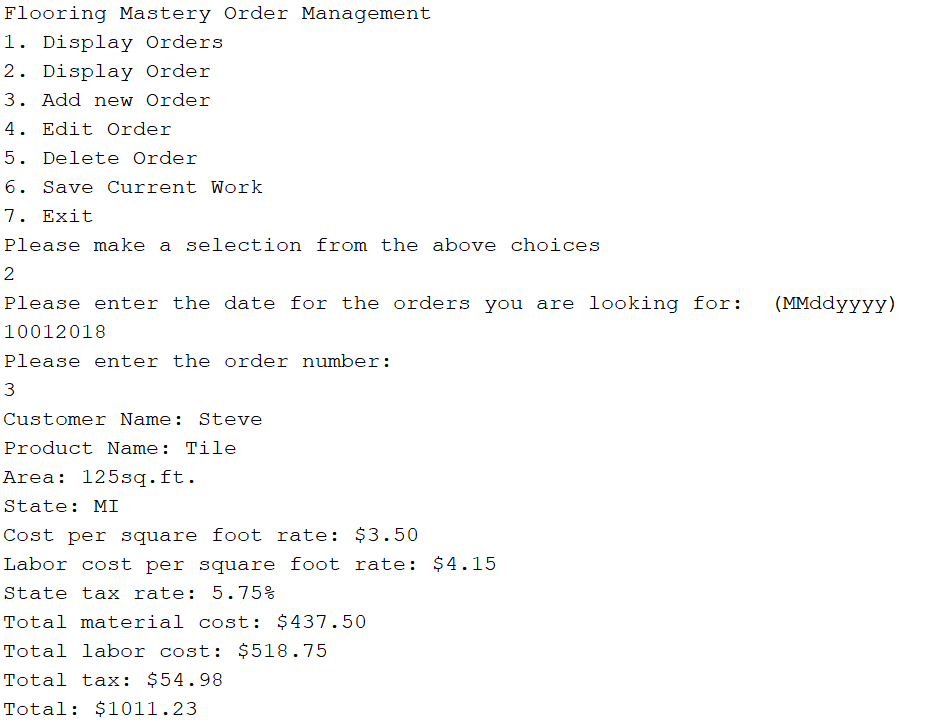 Flooring Mastery Order Management
1. Display Orders
2. Display Order
3. Add new Order
4. Edit Order
5. Delete Order
6. Save Current Work
7. Exit
Please make a selection from the above choices
2
Please enter the date for the orders you are looking for:  (MMddyyyy)
10012018
Please enter the order number:
3
Customer Name: Steve
Product Name: Tile
Area: 125sq.ft.
State: MI
Cost per square foot rate: $3.50
Labor cost per square foot rate: $4.15
State tax rate: 5.75%
Total material cost: $437.50
Total labor cost: $518.75
Total tax: $54.98
Total: $1011.23